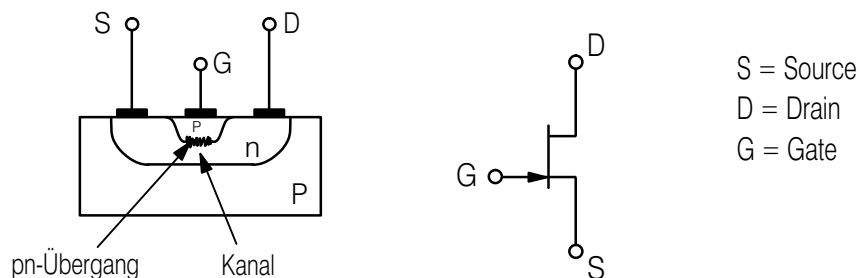 S
D
G
P
n
P
pn-Übergang
Kanal
D
G
S
S = Source
D = Drain
G = Gate